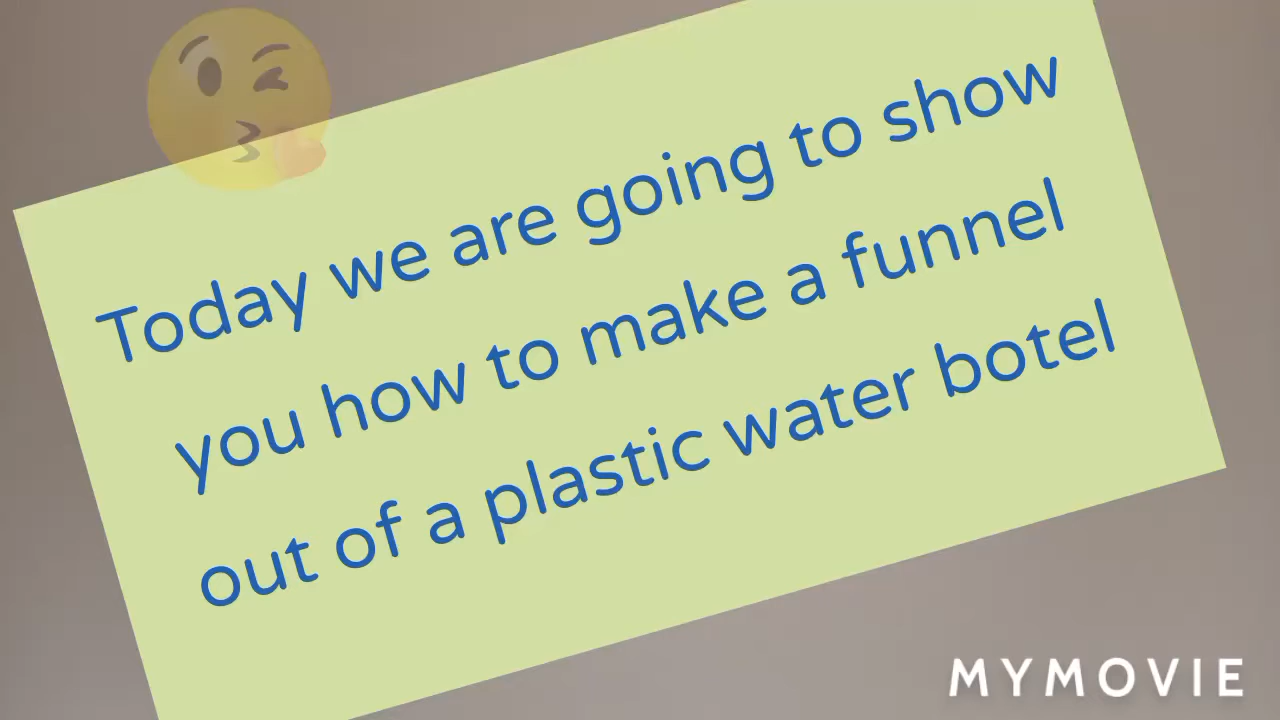 Today we are going to show
you how to make a funnel
out of a plastic water botel
MYMOVIE